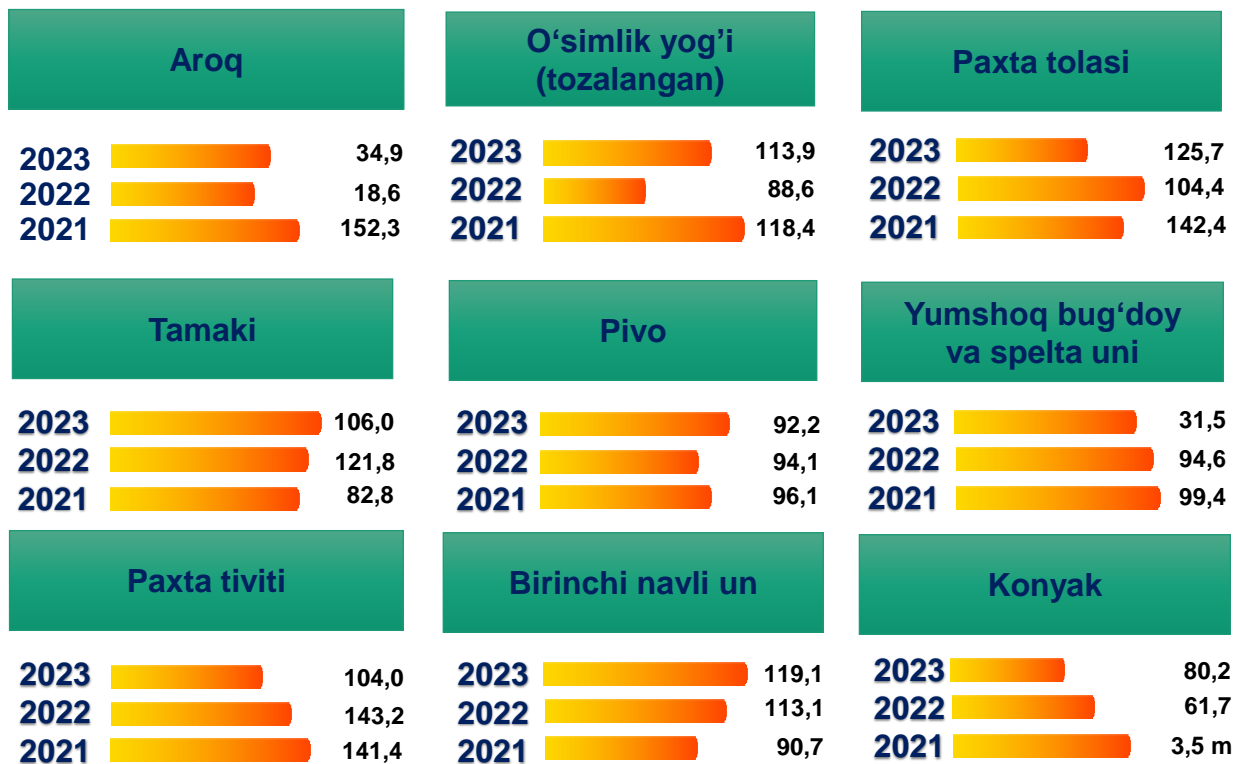 Aroq
2023 34,9
2022 18,6
2021 152,3
O‘simlik yog’i
(tozalangan)
2023 113,9
2022 88,6
2021 118,4
Paxta tolasi
2023 125,7
2022 104,4
2021 142,4
Tamaki
2023 106,0
2022 121,8
2021 82,8
Pivo
2023 92,2
2022 94,1
2021 96,1
Yumshoq bug‘doy
va spelta uni
2023 31,5
2022 94,6
2021 99,4
Paxta tiviti
2023 104,0
2022 143,2
2021 141,4
Birinchi navli un
2023 119,1
2022 113,1
2021 90,7
Konyak
2023 80,2
2022 61,7
2021 3,5 m